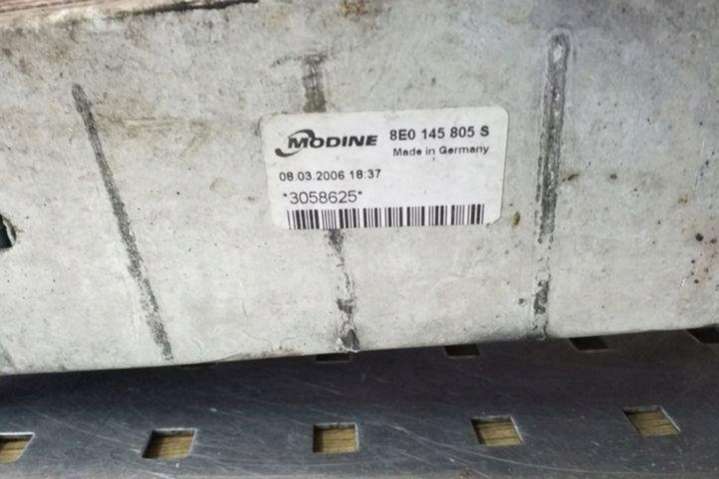 MODINE 8E0 145 805 S
Made in Germany
08.03.2006 18:37
*3058625*